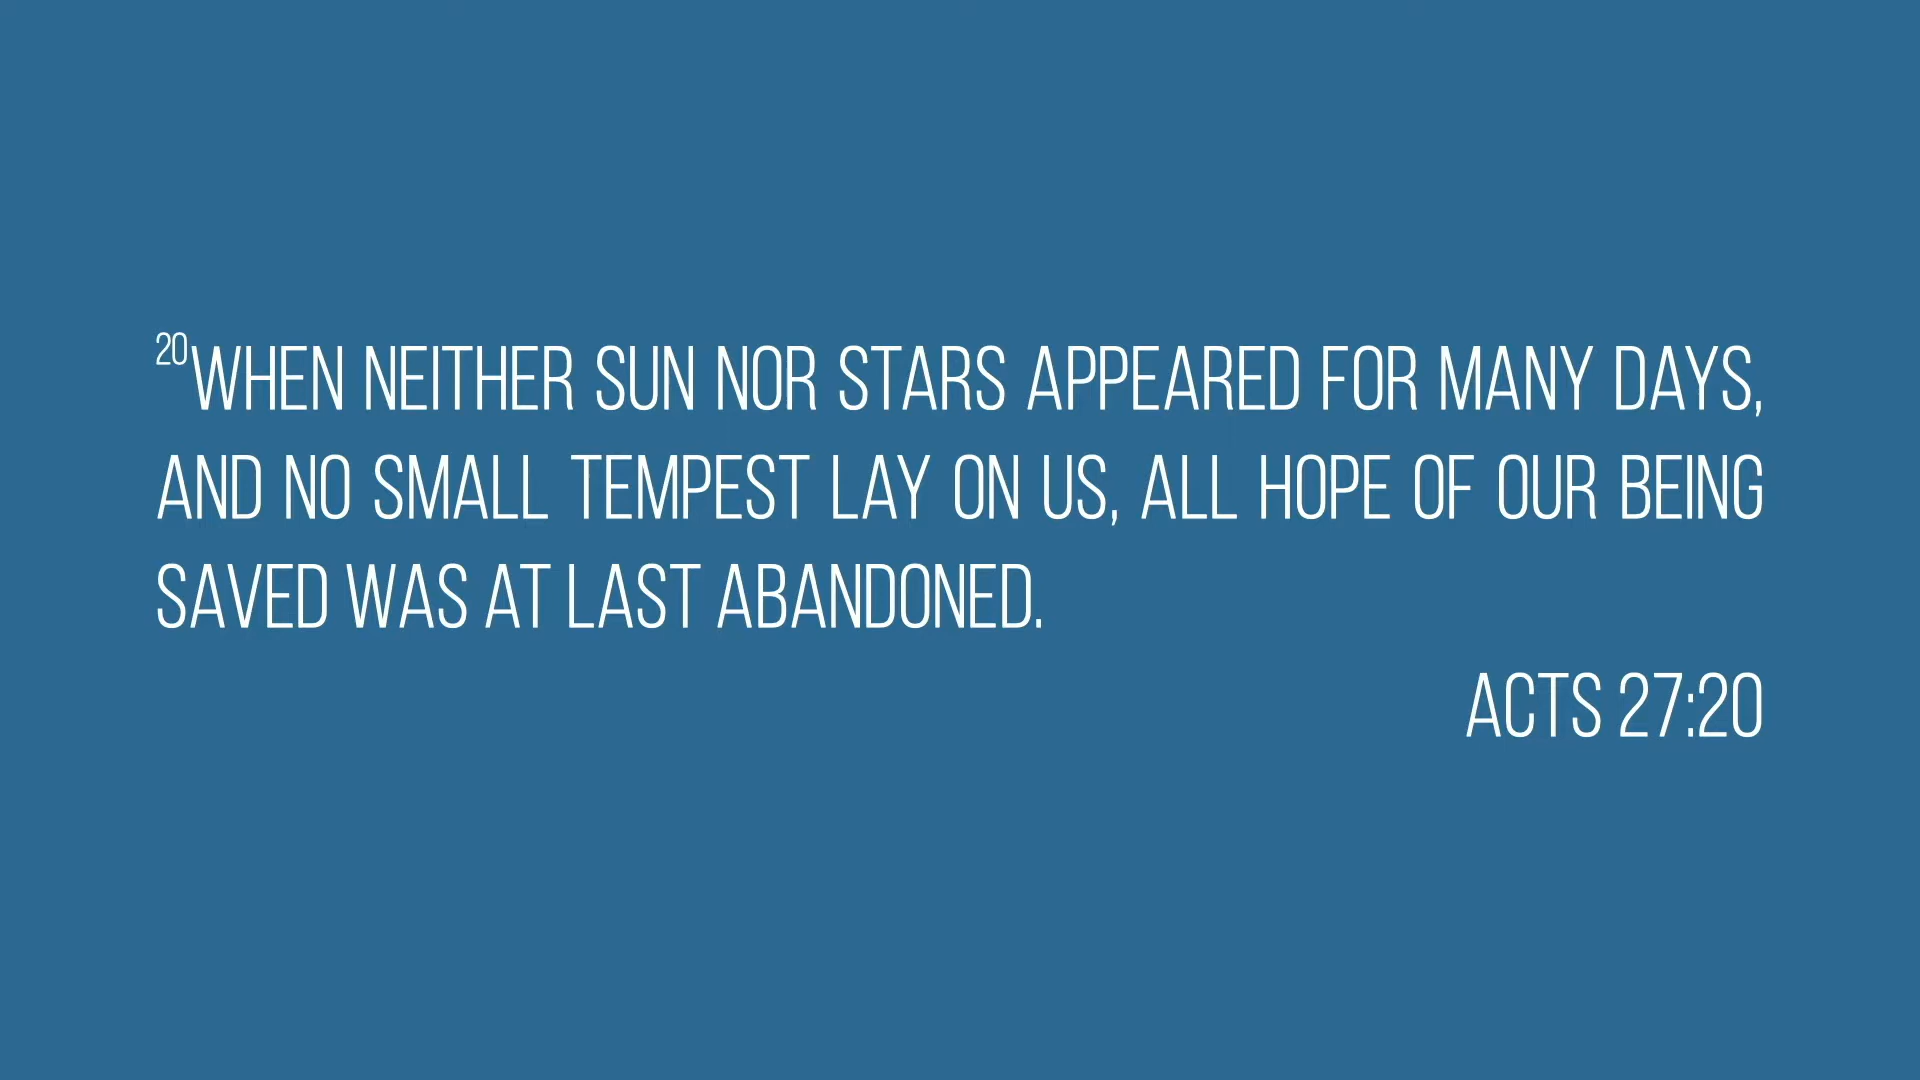 20WHEN NEITHER SUN NOR STARS APPEARED FOR MANY DAYS,
AND NO SMALL TEMPEST LAY ON US, ALL HOPE OF OUR BEING
SAVED WAS AT LAST ABANDONED.
ACTS 27:20